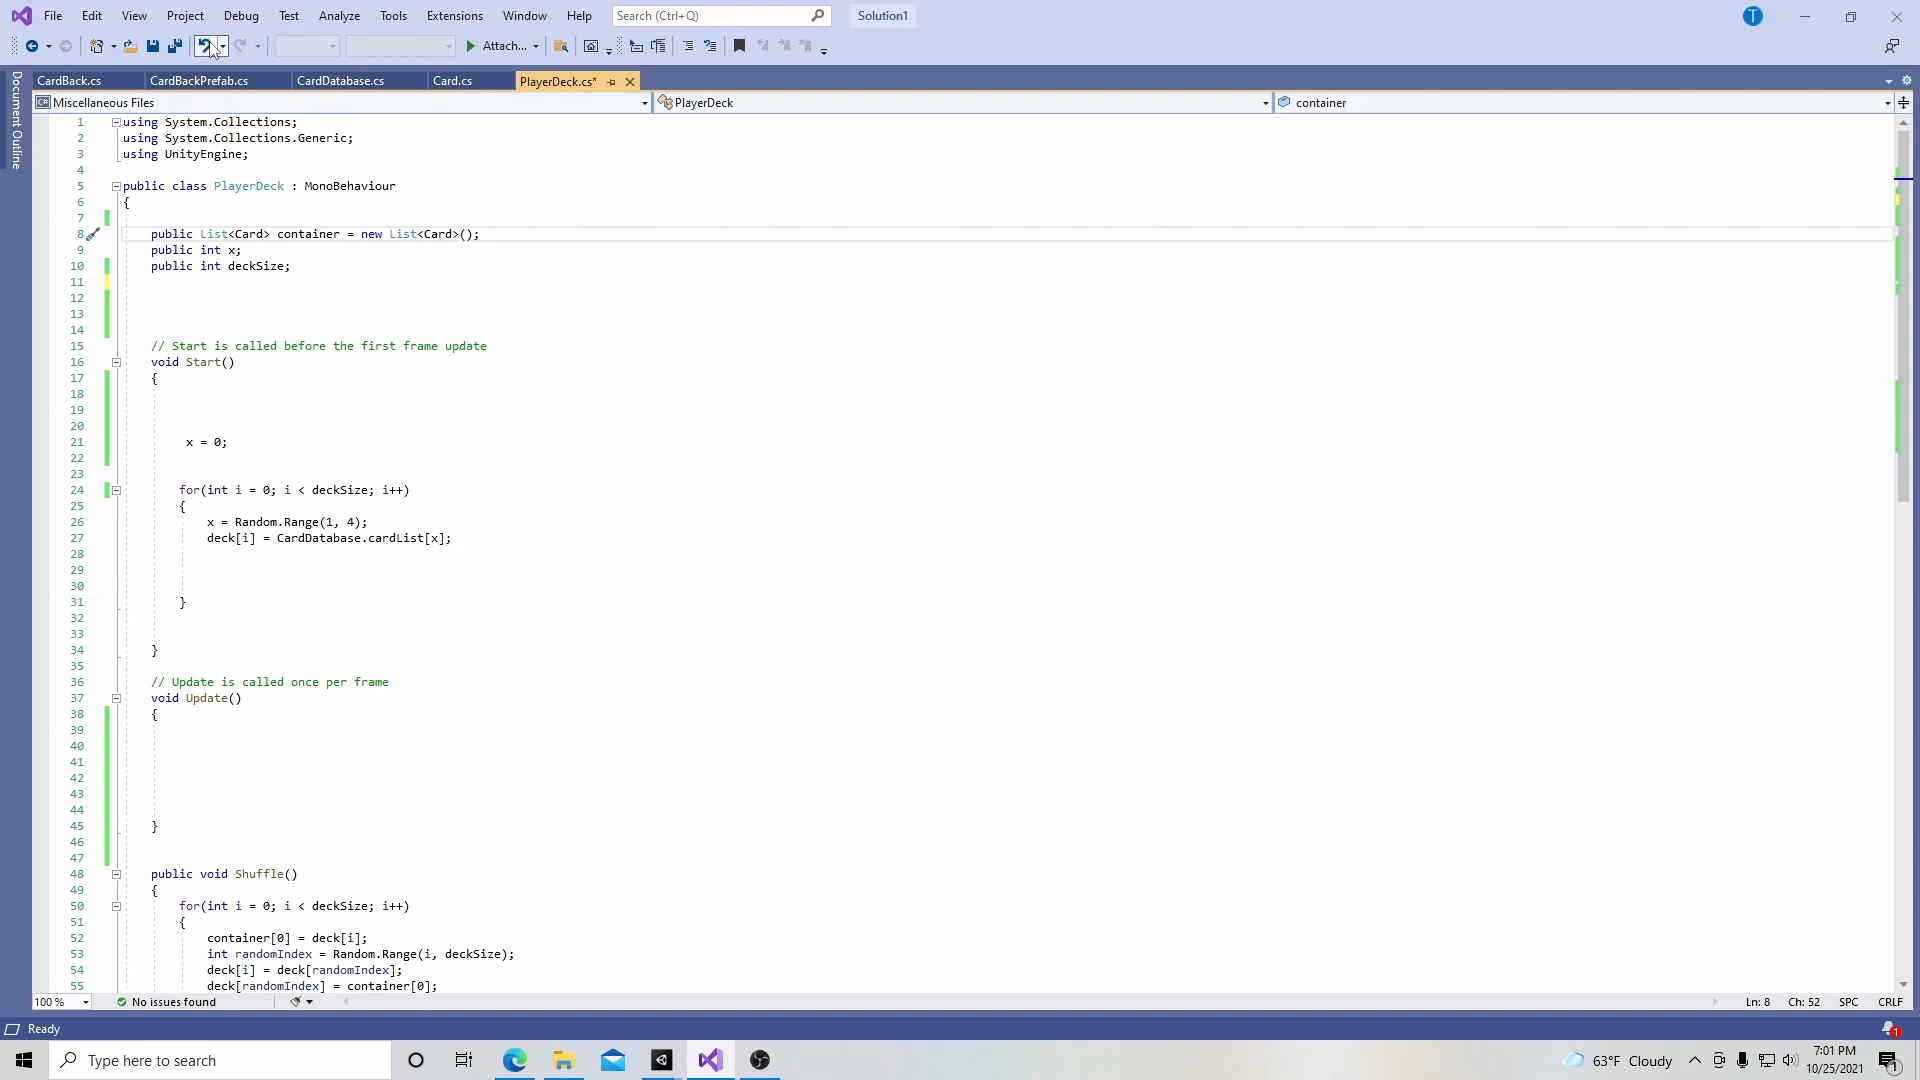 File Edit View Project Debug Test Analyze Tools Extensions Window Help Search (Ctrl+Q) Solution1 T
Attach...
Document Outline
CardBack.cs CardBackPrefab.cs CardDatabase.cs Card.cs PlayerDeck.cs*
C# Miscellaneous Files PlayerDeck container
1 using System.Collections;
2 using System.Collections.Generic;
3 using UnityEngine;
4
5 public class PlayerDeck : MonoBehaviour
6 {
7
8 public List<Card> container = new List<Card>();
9 public int x;
10 public int deckSize;
11
12
13
14
15 // Start is called before the first frame update
16 void Start()
17 {
18
19
20
21 x = 0;
22
23
24 for(int i = 0; i < deckSize; i++)
25 {
26 x = Random.Range(1, 4);
27 deck[i] = CardDatabase.cardList[x];
28
29
30
31 }
32
33
34 }
35
36 // Update is called once per frame
37 void Update()
38 {
39
40
41
42
43
44
45 }
46
47
48 public void Shuffle()
49 {
50 for(int i = 0; i < deckSize; i++)
51 {
52 container[0] = deck[i];
53 int randomIndex = Random.Range(i, deckSize);
54 deck[i] = deck[randomIndex];
55 deck[randomIndex] = container[0];
100 % No issues found Ln: 8 Ch: 52 SPC CRLF
Ready 1
Type here to search 63°F Cloudy 7:01 PM
10/25/2021 1